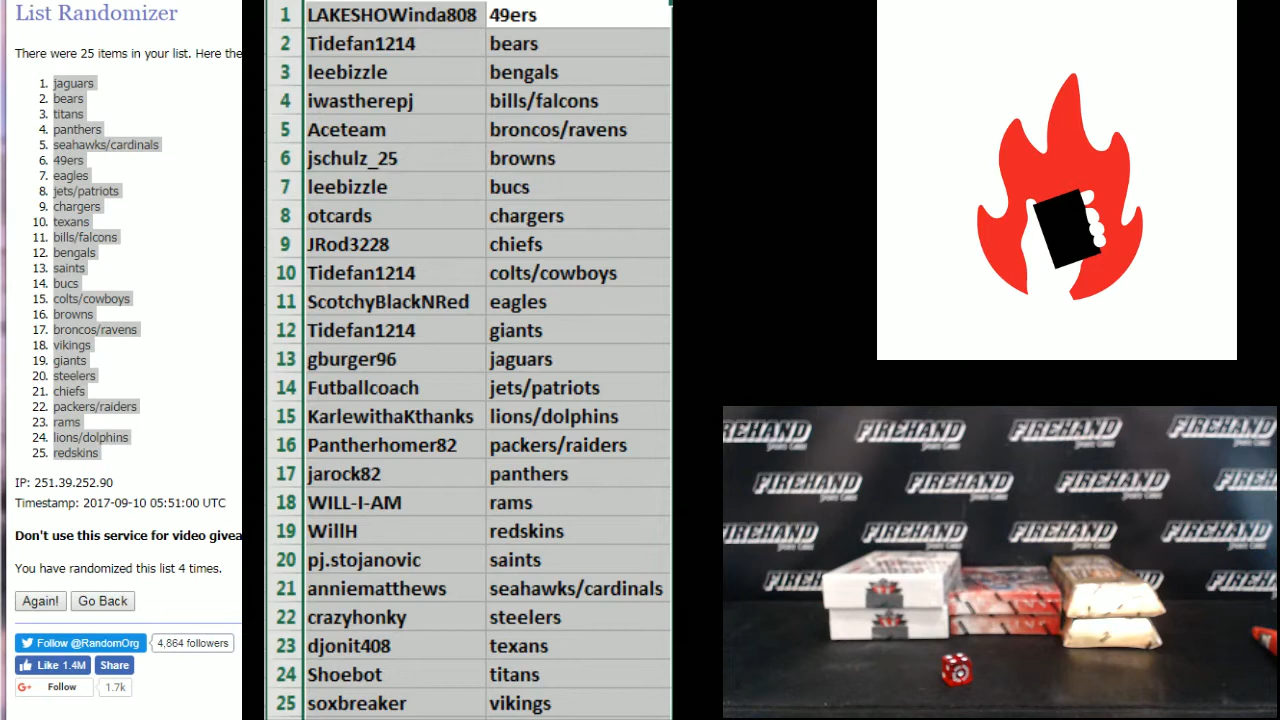 List Randomizer
There were 25 items in your list. Here the
1. jaguars
2. bears
3. titans
4. panthers
5. seahawks/cardinals
6. 49ers
7. eagles
8. jets/patriots
9. chargers
10. texans
11. bills/falcons
12. bengals
13. saints
14. bucs
15. colts/cowboys
16. browns
17. broncos/ravens
18. vikings
19. giants
20. steelers
21. chiefs
22. packers/raiders
23. rams
24. lions/dolphins
25. redskins
IP: 251.39.252.90
Timestamp: 2017-09-10 05:51:00 UTC
Don't use this service for video givea
You have randomized this list 4 times.
Again! Go Back
Follow @RandomOrg 4,864 followers
Like 1.4M Share
G+ Follow 1.7k
1 LAKESHOWinda808 49ers
2 Tidefan1214 bears
3 leebizzle bengals
4 iwastherepj bills/falcons
5 Aceteam broncos/ravens
6 jschulz_25 browns
7 leebizzle bucs
8 otcards chargers
9 JRod3228 chiefs
10 Tidefan1214 colts/cowboys
11 ScotchyBlackNRed eagles
12 Tidefan1214 giants
13 gburger96 jaguars
14 Futballcoach jets/patriots
15 KarlewithaKthanks lions/dolphins
16 Pantherhomer82 packers/raiders
17 jarock82 panthers
18 WILL-I-AM rams
19 WillH redskins
20 pj.stojanovic saints
21 anniematthews seahawks/cardinals
22 crazyhonky steelers
23 djonit408 texans
24 Shoebot titans
25 soxbreaker vikings
FIREHAND FIREHAND FIREHAND FIREHAND
FIREHAND FIREHAND FIREHAND
FIREHAND FIREHAND FIREHAND